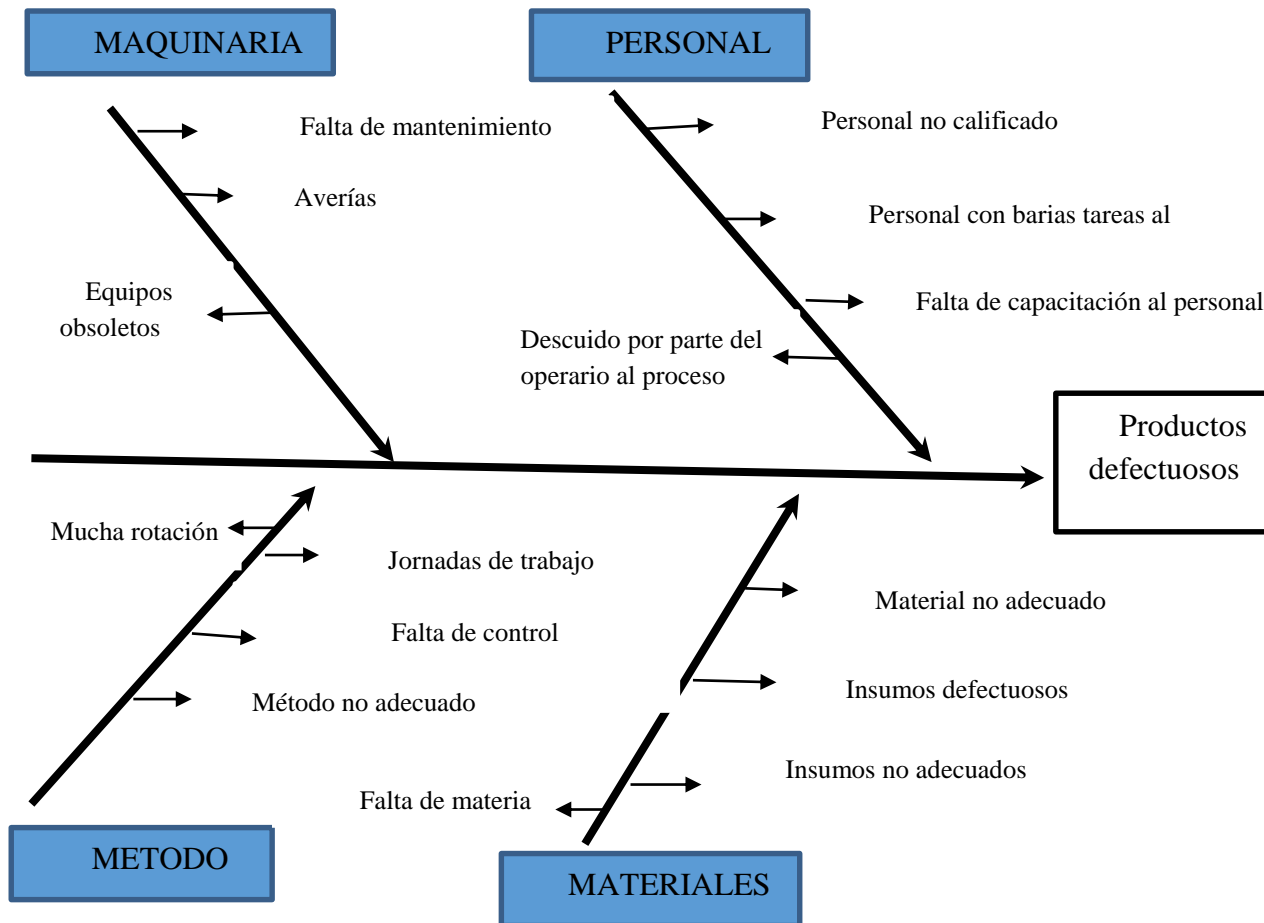 MAQUINARIA
PERSONAL
Falta de mantenimiento
Averías
Equipos
obsoletos
Personal no calificado
Personal con barias tareas al
Falta de capacitación al personal
Descuido por parte del
operario al proceso
Productos
defectuosos
Mucha rotación
Jornadas de trabajo
Falta de control
Método no adecuado
Material no adecuado
Insumos defectuosos
Insumos no adecuados
Falta de materia
METODO
MATERIALES